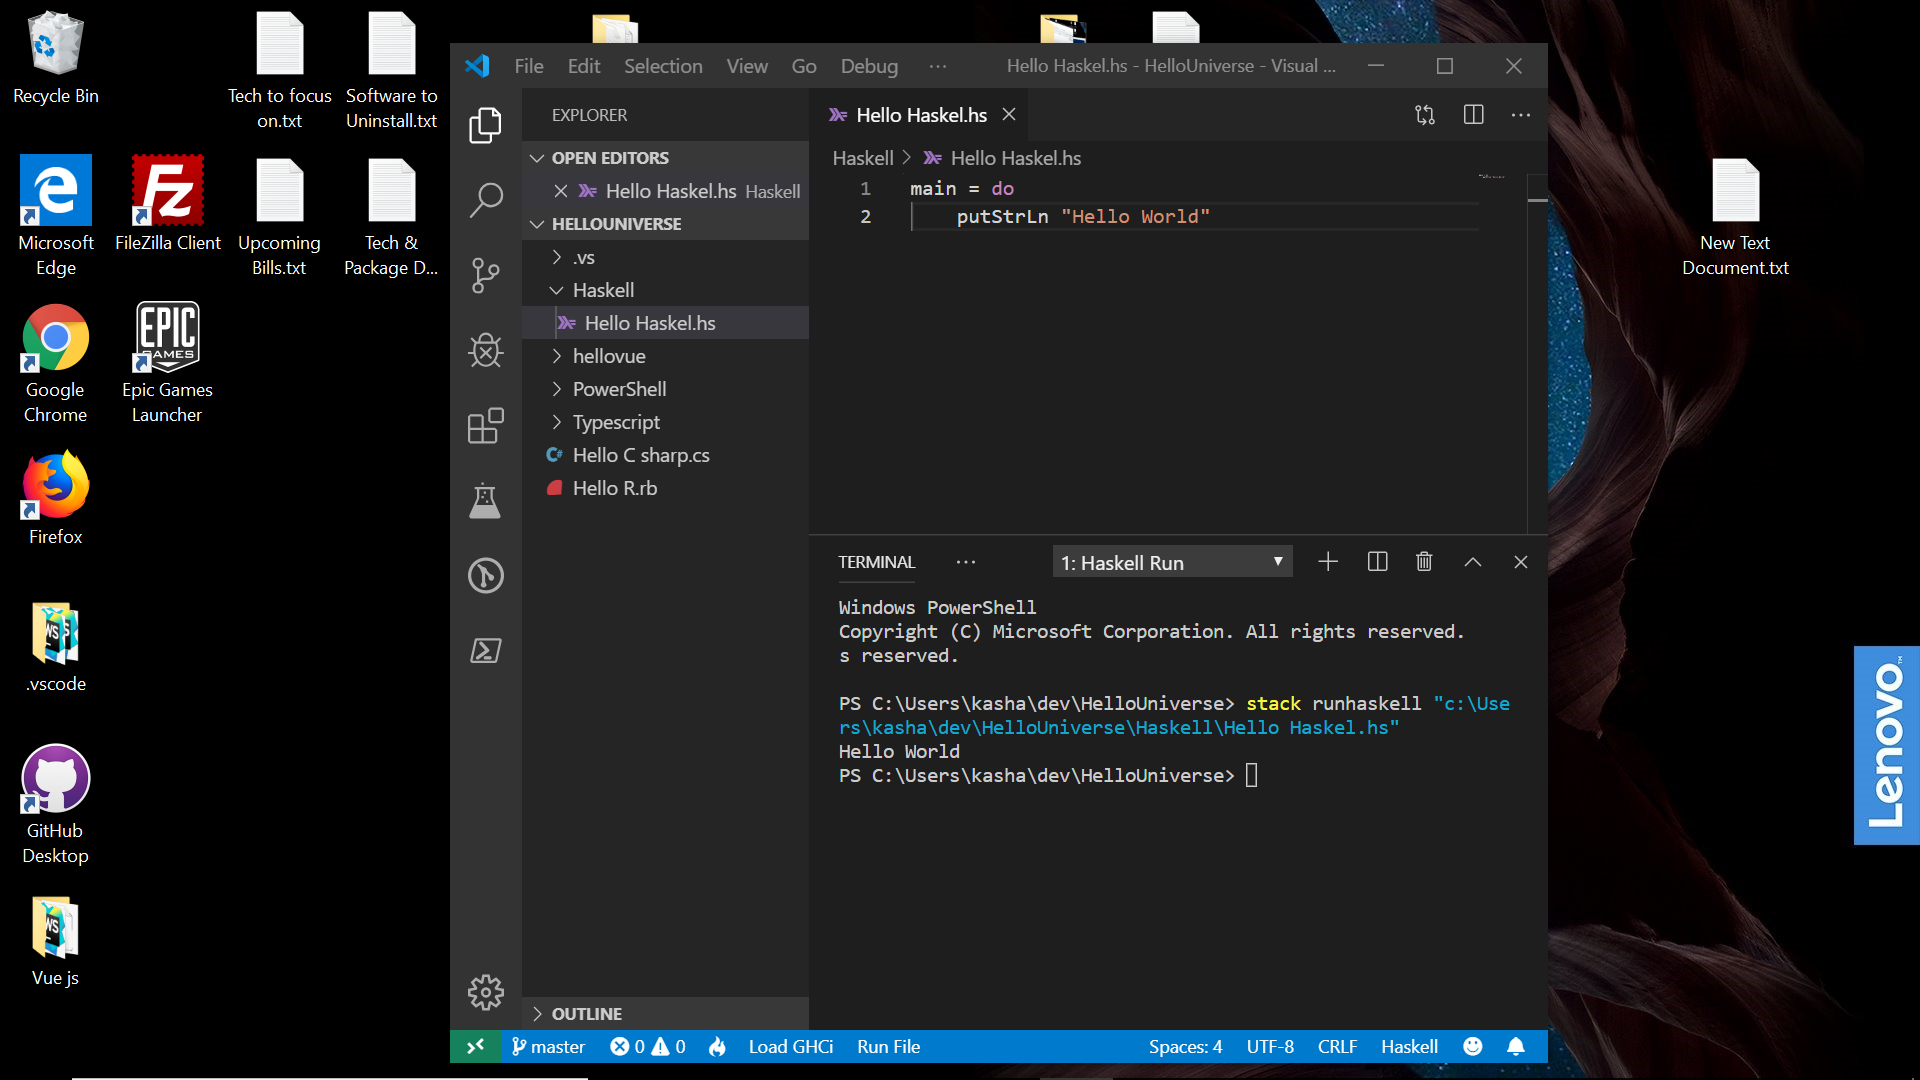 Recycle Bin
Tech to focus
on.txt
Software to
Uninstall.txt
Microsoft
Edge
FileZilla Client
Upcoming
Bills.txt
Tech &
Package D...
Google
Chrome
EPIC
GAMES
Epic Games
Launcher
Firefox
.vscode
GitHub
Desktop
Vue js
New Text
Document.txt
Lenovo™
File Edit Selection View Go Debug ··· Hello Haskel.hs - HelloUniverse - Visual ...
EXPLORER
OPEN EDITORS
Hello Haskel.hs Haskell
HELLOUNIVERSE
.vs
Haskell
Hello Haskel.hs
hellovue
PowerShell
Typescript
Hello C sharp.cs
Hello R.rb
OUTLINE
Hello Haskel.hs
Haskell > Hello Haskel.hs
1 main = do
2 putStrLn "Hello World"
TERMINAL ··· 1: Haskell Run
Windows PowerShell
Copyright (C) Microsoft Corporation. All rights reserved.
s reserved.
PS C:\Users\kasha\dev\HelloUniverse> stack runhaskell "c:\Use
rs\kasha\dev\HelloUniverse\Haskell\Hello Haskel.hs"
Hello World
PS C:\Users\kasha\dev\HelloUniverse>
master 0 0 Load GHCi Run File Spaces: 4 UTF-8 CRLF Haskell